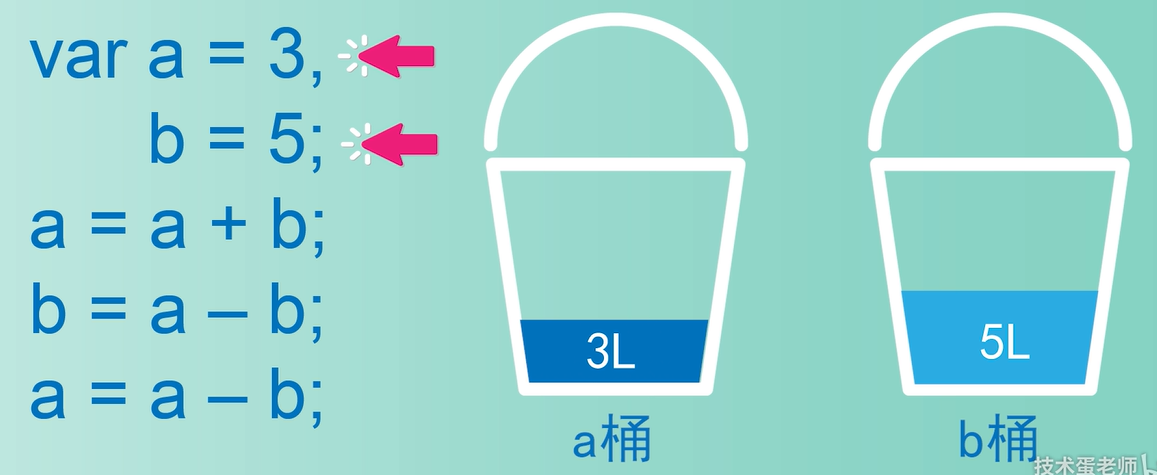 var a = 3,
b = 5;
a = a + b;
b = a – b;
a = a – b;
3L
5L
a桶
b桶
技术蛋老师